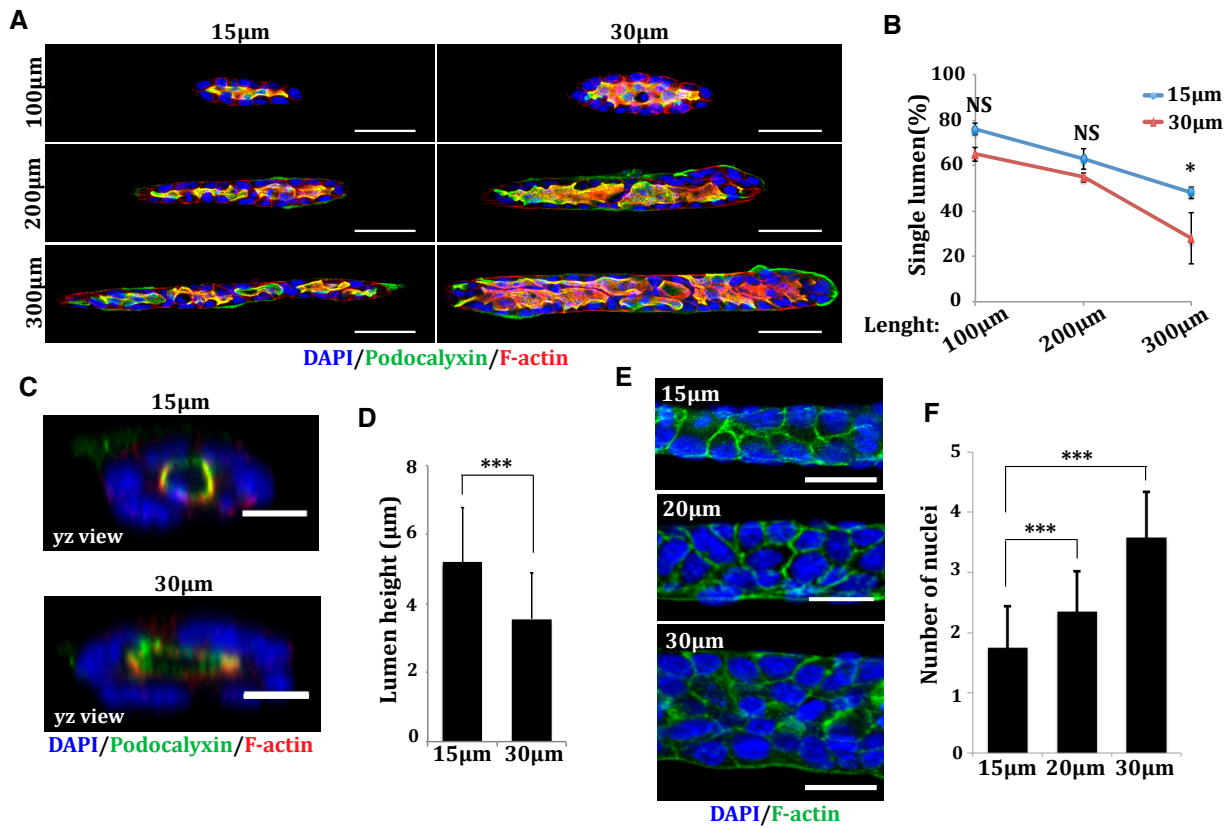 A
15µm
30µm
100µm
200µm
300µm
DAPI/Podocalyxin/F-actin
B
Single lumen(%)
100
80
60
40
20
0
NS
NS
*
15µm
30µm
Lenght:
100µm
200µm
300µm
C
15µm
yz view
30µm
yz view
DAPI/Podocalyxin/F-actin
D
Lumen height (µm)
8
6
4
2
0
***
15µm
30µm
E
15µm
20µm
30µm
DAPI/F-actin
F
Nunber of nuclei
5
4
3
2
1
0
***
***
15µm
20µm
30µm